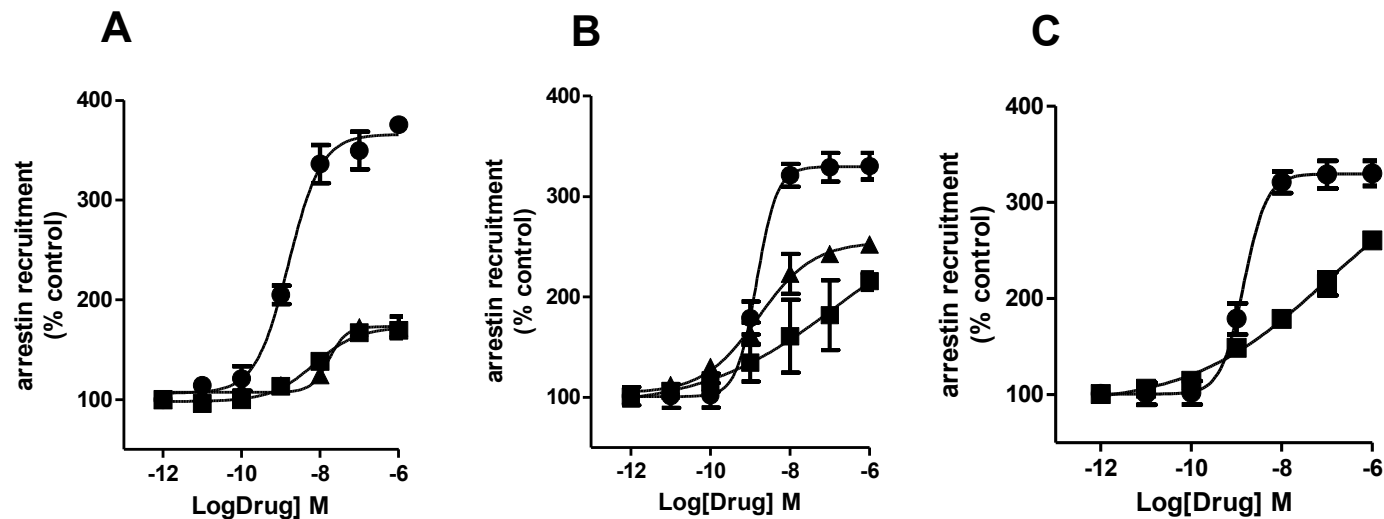 A
B
C
arrestin recruitment
(% control)
400
300
200
100
-12
-10
-8
-6
LogDrug] M
arrestin recruitment
(% control)
400
300
200
100
-12
-10
-8
-6
Log[Drug] M
arrestin recruitment
(% control)
400
300
200
100
-12
-10
-8
-6
Log[Drug] M